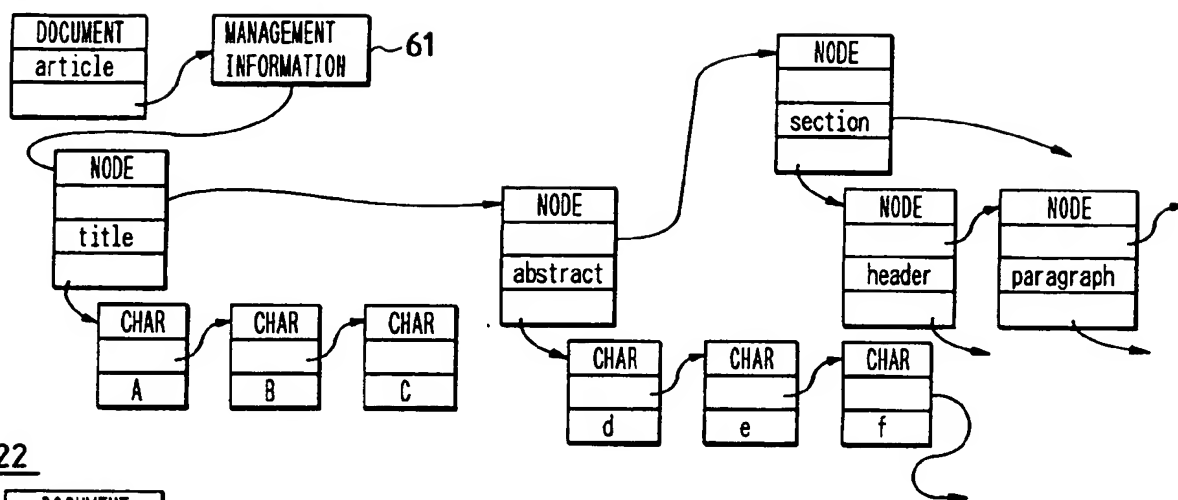 DOCUMENT
article
MANAGEMENT
INFORMATION
61
NODE
section
NODE
title
NODE
abstract
NODE
header
NODE
paragraph
CHAR
A
CHAR
B
CHAR
C
CHAR
d
CHAR
e
CHAR
f
22
DOCUMENT